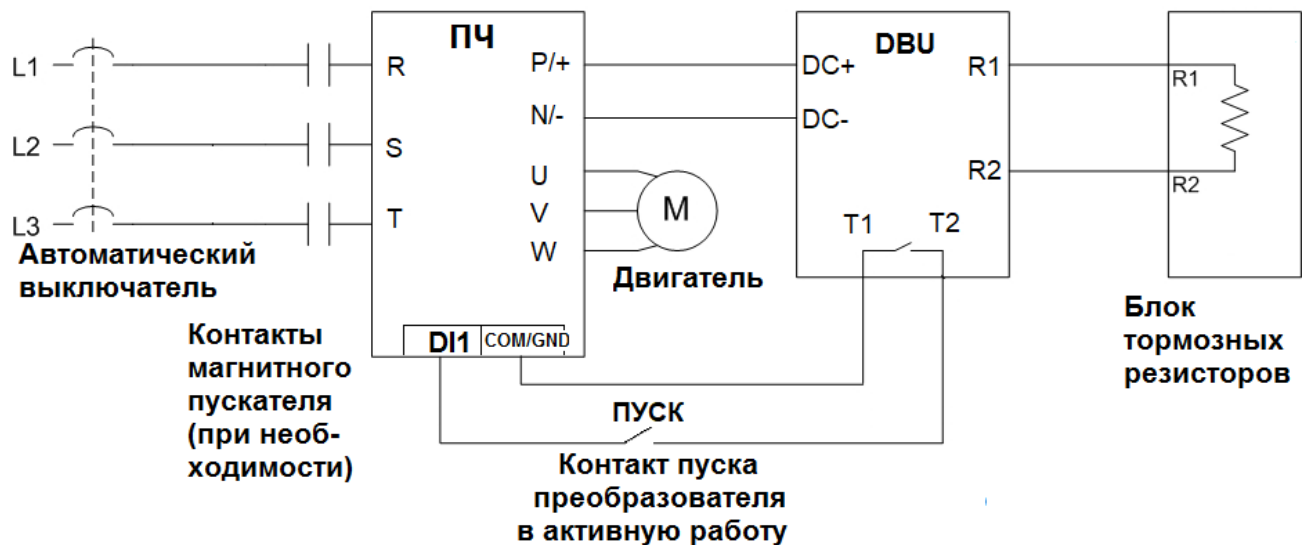 ПЧ
DBU
L1
R
P/+
DC+
R1
R1
N/-
DC-
L2
S
U
R2
R2
V
M
T1
T2
L3
T
W
Автоматический
выключатель
Двигатель
Контакты
магнитного
пускателя
(при необ-
ходимости)
DI1
COM/GND
Блок
тормозных
резисторов
ПУСК
Контакт пуска
преобразователя
в активную работу